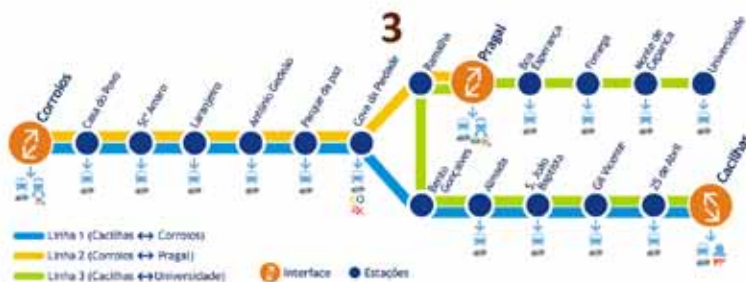 3
Corroios
Casa do Povo
Stº Amaro
Laranjeiro
António Gedeão
Parque da paz
Cova da Piedade
Ramalha
Pragal
Boa Esperança
Fomega
Monte de Caparica
Universidade
Bento Gonçalves
Almada
S. João Baptista
Gil Vicente
25 de Abril
Cacilhas
Linha 1 (Cacilhas ↔ Corroios)
Linha 2 (Corroios ↔ Pragal)
Linha 3 (Cacilhas ↔ Universidade)
Interface
Estações